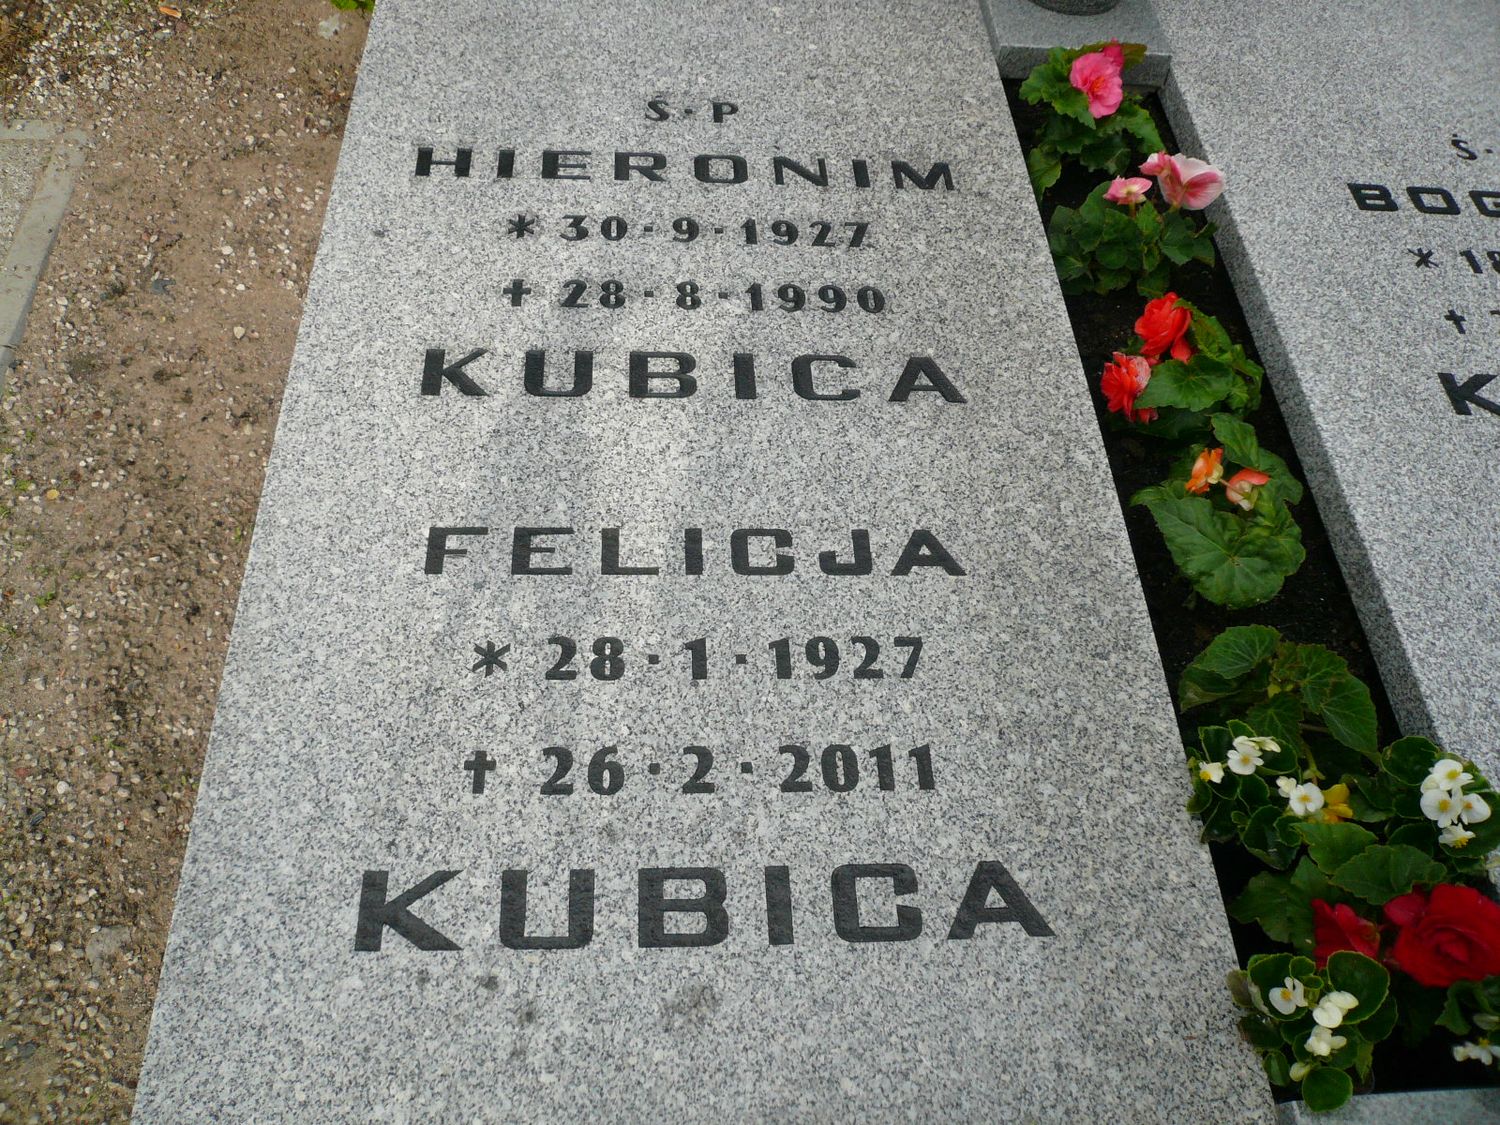 Ś·P
HIERONIM
* 30·9·1927
✝ 28·8·1990
KUBICA
FELICJA
* 28·1·1927
✝ 26·2·2011
KUBICA